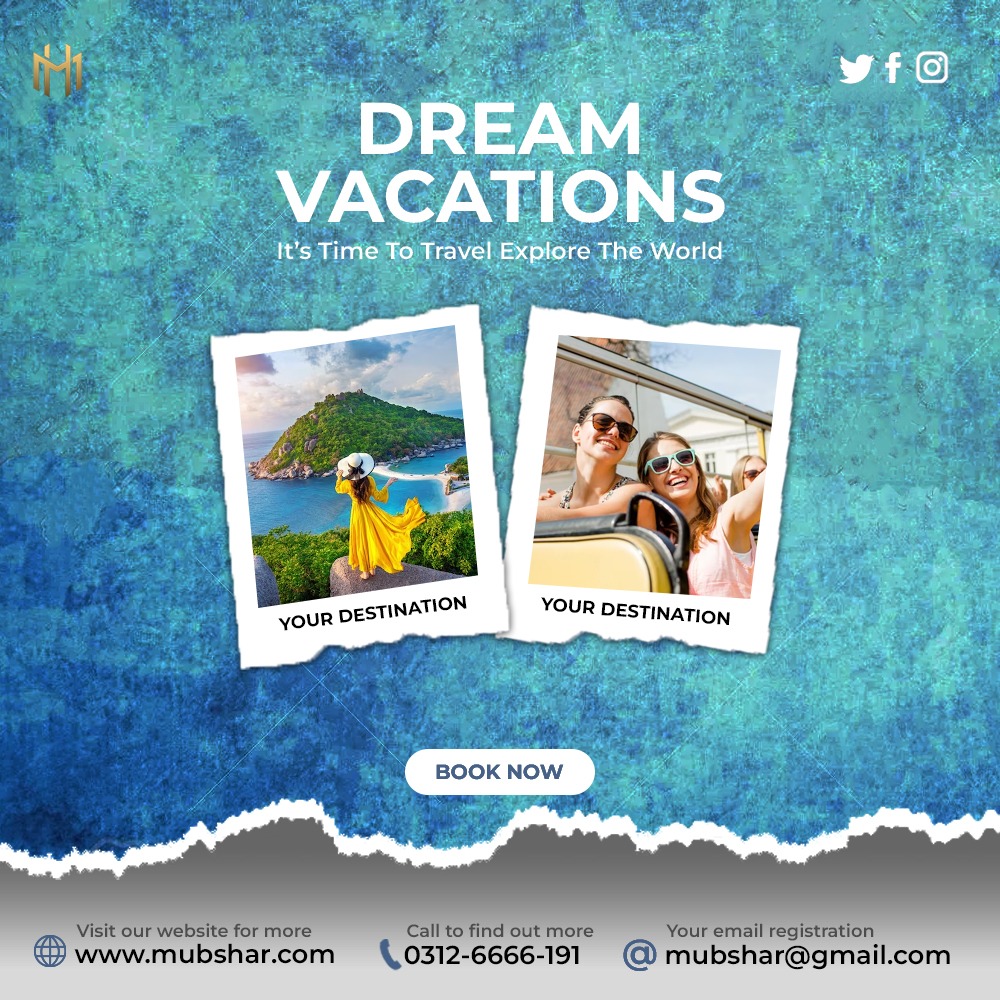 DREAM
VACATIONS
It's Time To Travel Explore The World
YOUR DESTINATION
YOUR DESTINATION
BOOK NOW
Visit our website for more
www.mubshar.com
Call to find out more
0312-6666-191
Your email registration
mubshar@gmail.com